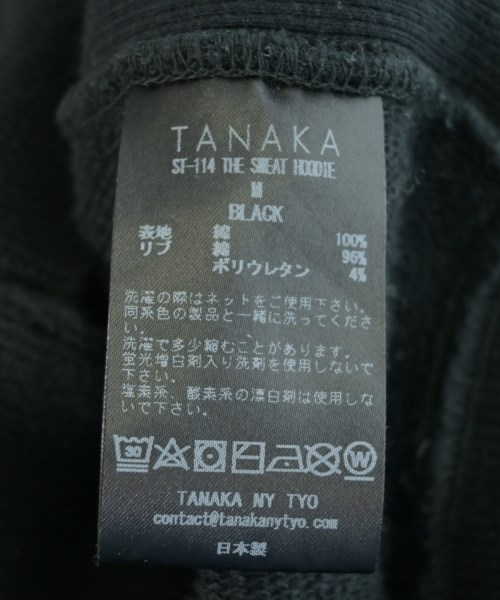 TANAKA
ST-114 THE SWEAT HOODIE
M
BLACK
表地 綿 100%
リブ 綿 96%
ポリウレタン 4%
洗濯の際はネットをご使用下さい。
同系色の製品と一緒に洗ってくださ
い。
洗濯で多少縮むことがあります。
蛍光増白剤入り洗剤を使用しないで
下さい。
塩素系、酸素系の漂白剤は使用しな
いで下さい。
30 W
TANAKA NY TYO
contact@tanakanytyo.com
日本製